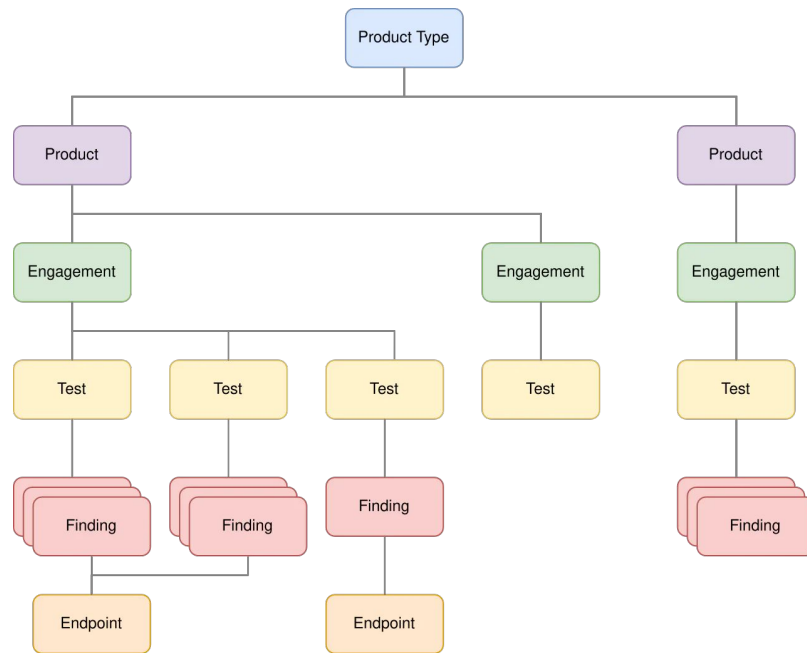 Product Type
Product
Product
Engagement
Engagement
Engagement
Test
Test
Test
Test
Test
Finding
Finding
Finding
Finding
Endpoint
Endpoint